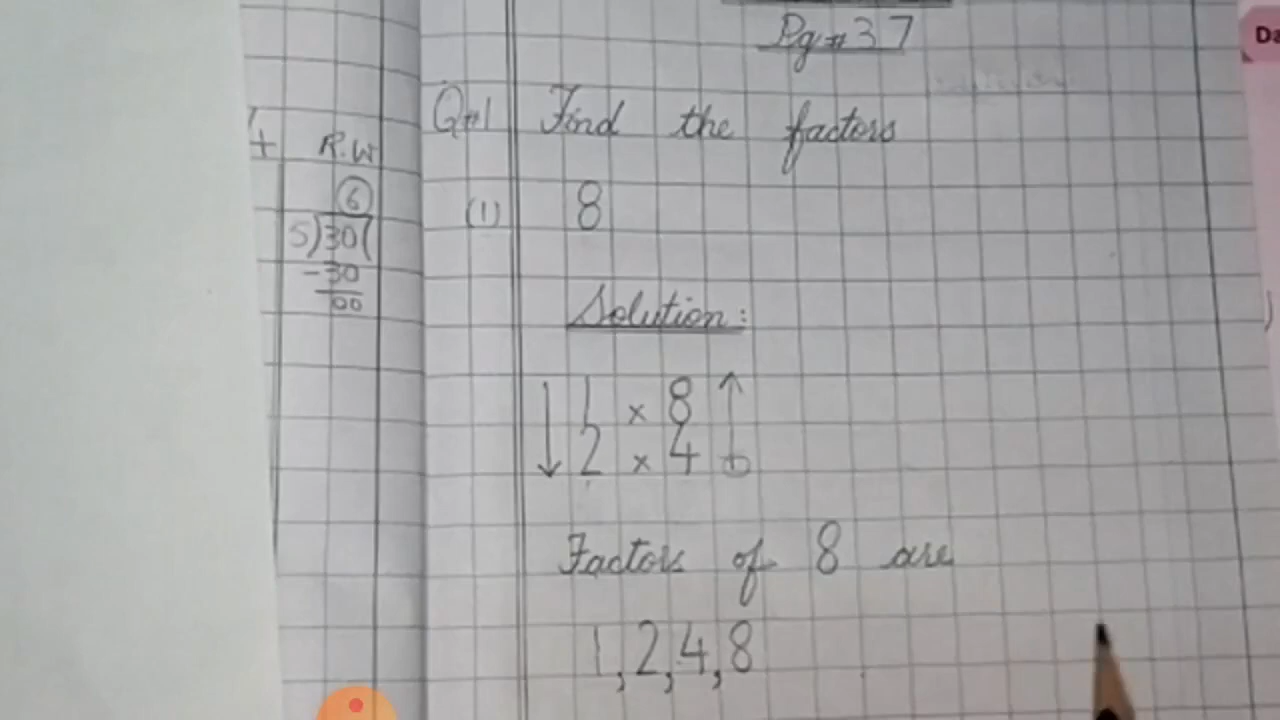 Pg # 37
Q#1 Find the factors
+ R.W
6
5)30(
-30
00
(1) 8
Solution:
1 × 8
2 × 4
Factors of 8 are
1, 2, 4, 8
Da
)